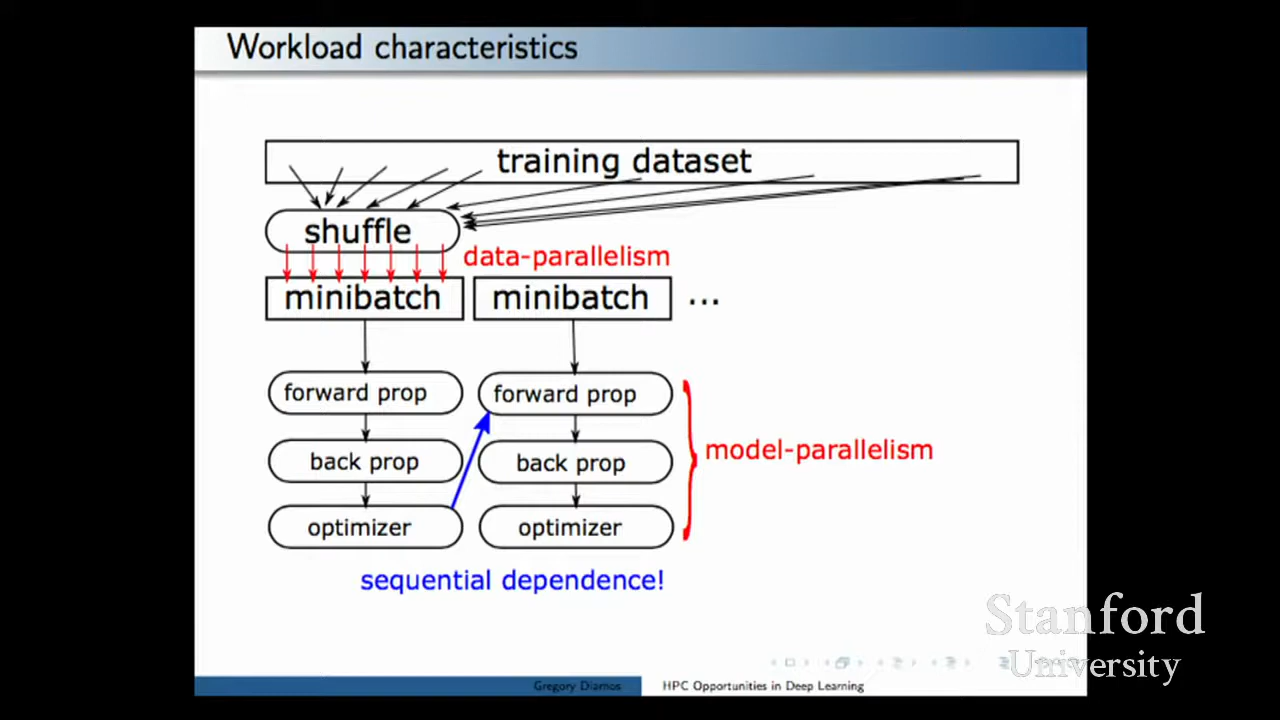 Workload characteristics
training dataset
shuffle
data-parallelism
minibatch minibatch ...
forward prop forward prop
back prop back prop
model-parallelism
optimizer optimizer
sequential dependence!
Stanford
University
Gregory Diamos HPC Opportunities in Deep Learning